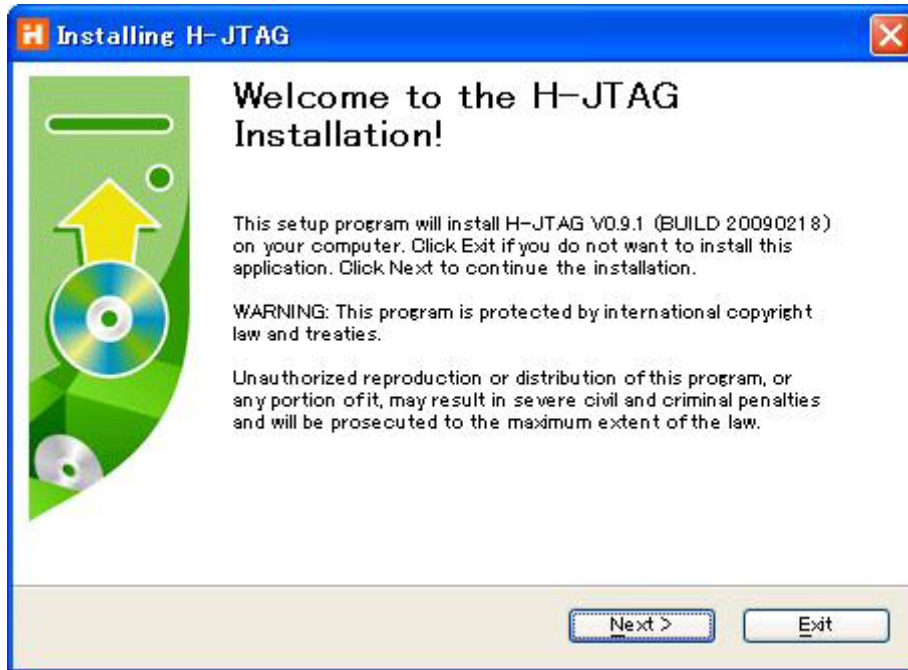 Installing H-JTAG
Welcome to the H-JTAG
Installation!
This setup program will install H-JTAG V0.9.1 (BUILD 20090218)
on your computer. Click Exit if you do not want to install this
application. Click Next to continue the installation.
WARNING: This program is protected by international copyright
law and treaties.
Unauthorized reproduction or distribution of this program, or
any portion of it, may result in severe civil and criminal penalties
and will be prosecuted to the maximum extent of the law.
Next >
Exit